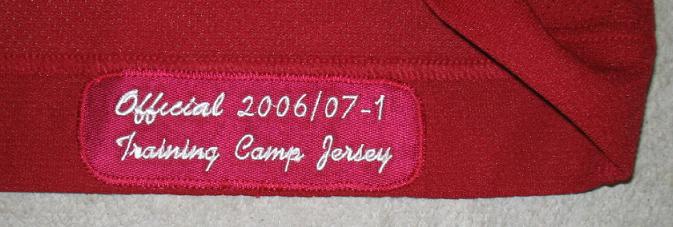 Official 2006/07-1
Training Camp Jersey